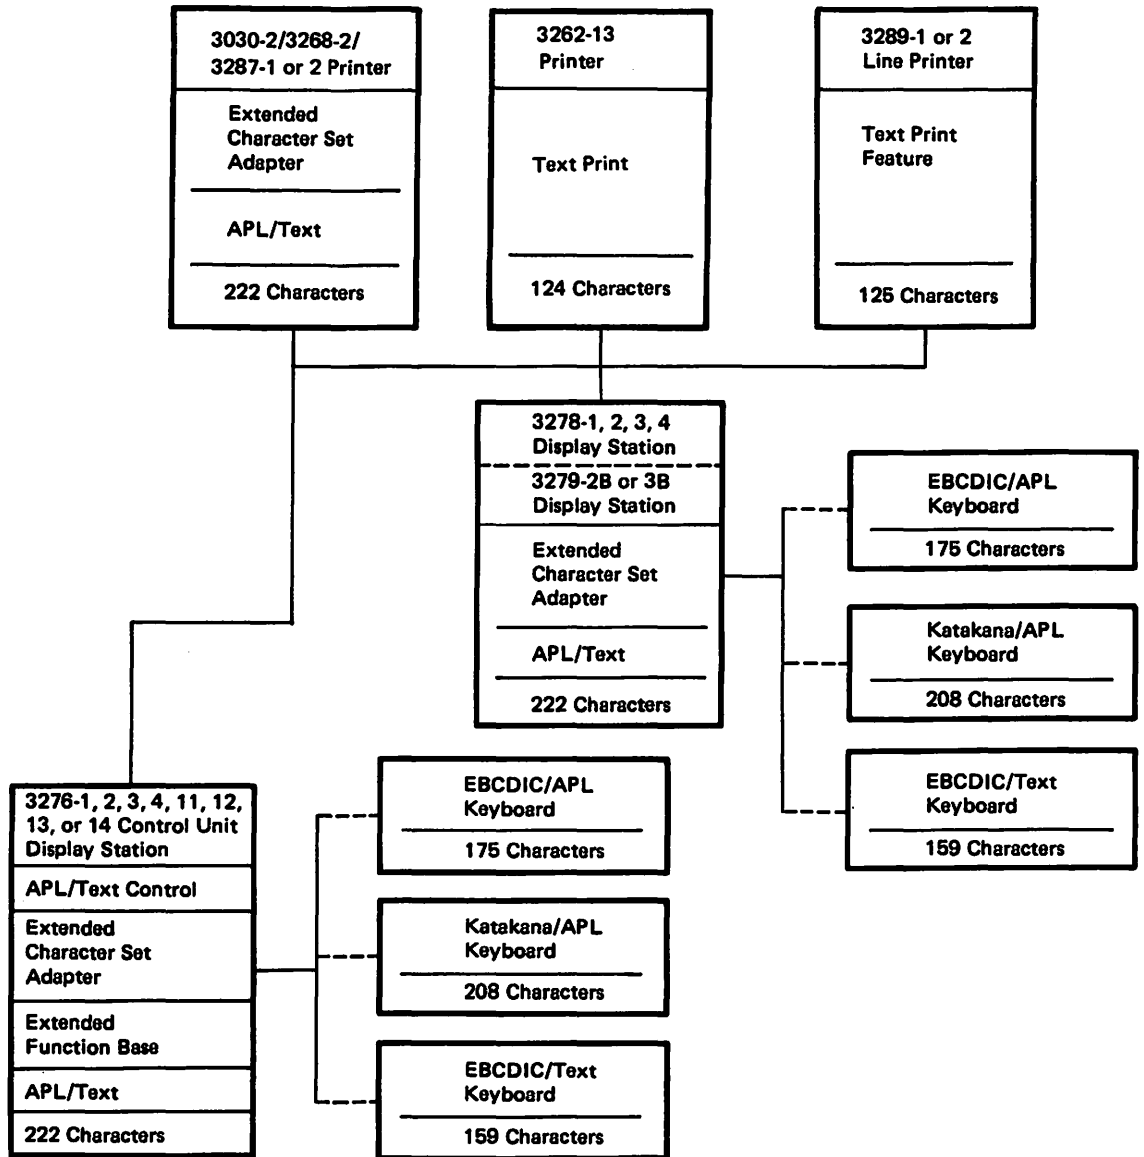 3030-2/3268-2/
3287-1 or 2 Printer
Extended
Character Set
Adapter
APL/Text
222 Characters
3262-13
Printer
Text Print
124 Characters
3289-1 or 2
Line Printer
Text Print
Feature
125 Characters
3278-1, 2, 3, 4
Display Station
3279-2B or 3B
Display Station
Extended
Character Set
Adapter
APL/Text
222 Characters
EBCDIC/APL
Keyboard
175 Characters
Katakana/APL
Keyboard
208 Characters
EBCDIC/Text
Keyboard
159 Characters
3276-1, 2, 3, 4, 11, 12,
13, or 14 Control Unit
Display Station
APL/Text Control
Extended
Character Set
Adapter
Extended
Function Base
APL/Text
222 Characters
EBCDIC/APL
Keyboard
175 Characters
Katakana/APL
Keyboard
208 Characters
EBCDIC/Text
Keyboard
159 Characters